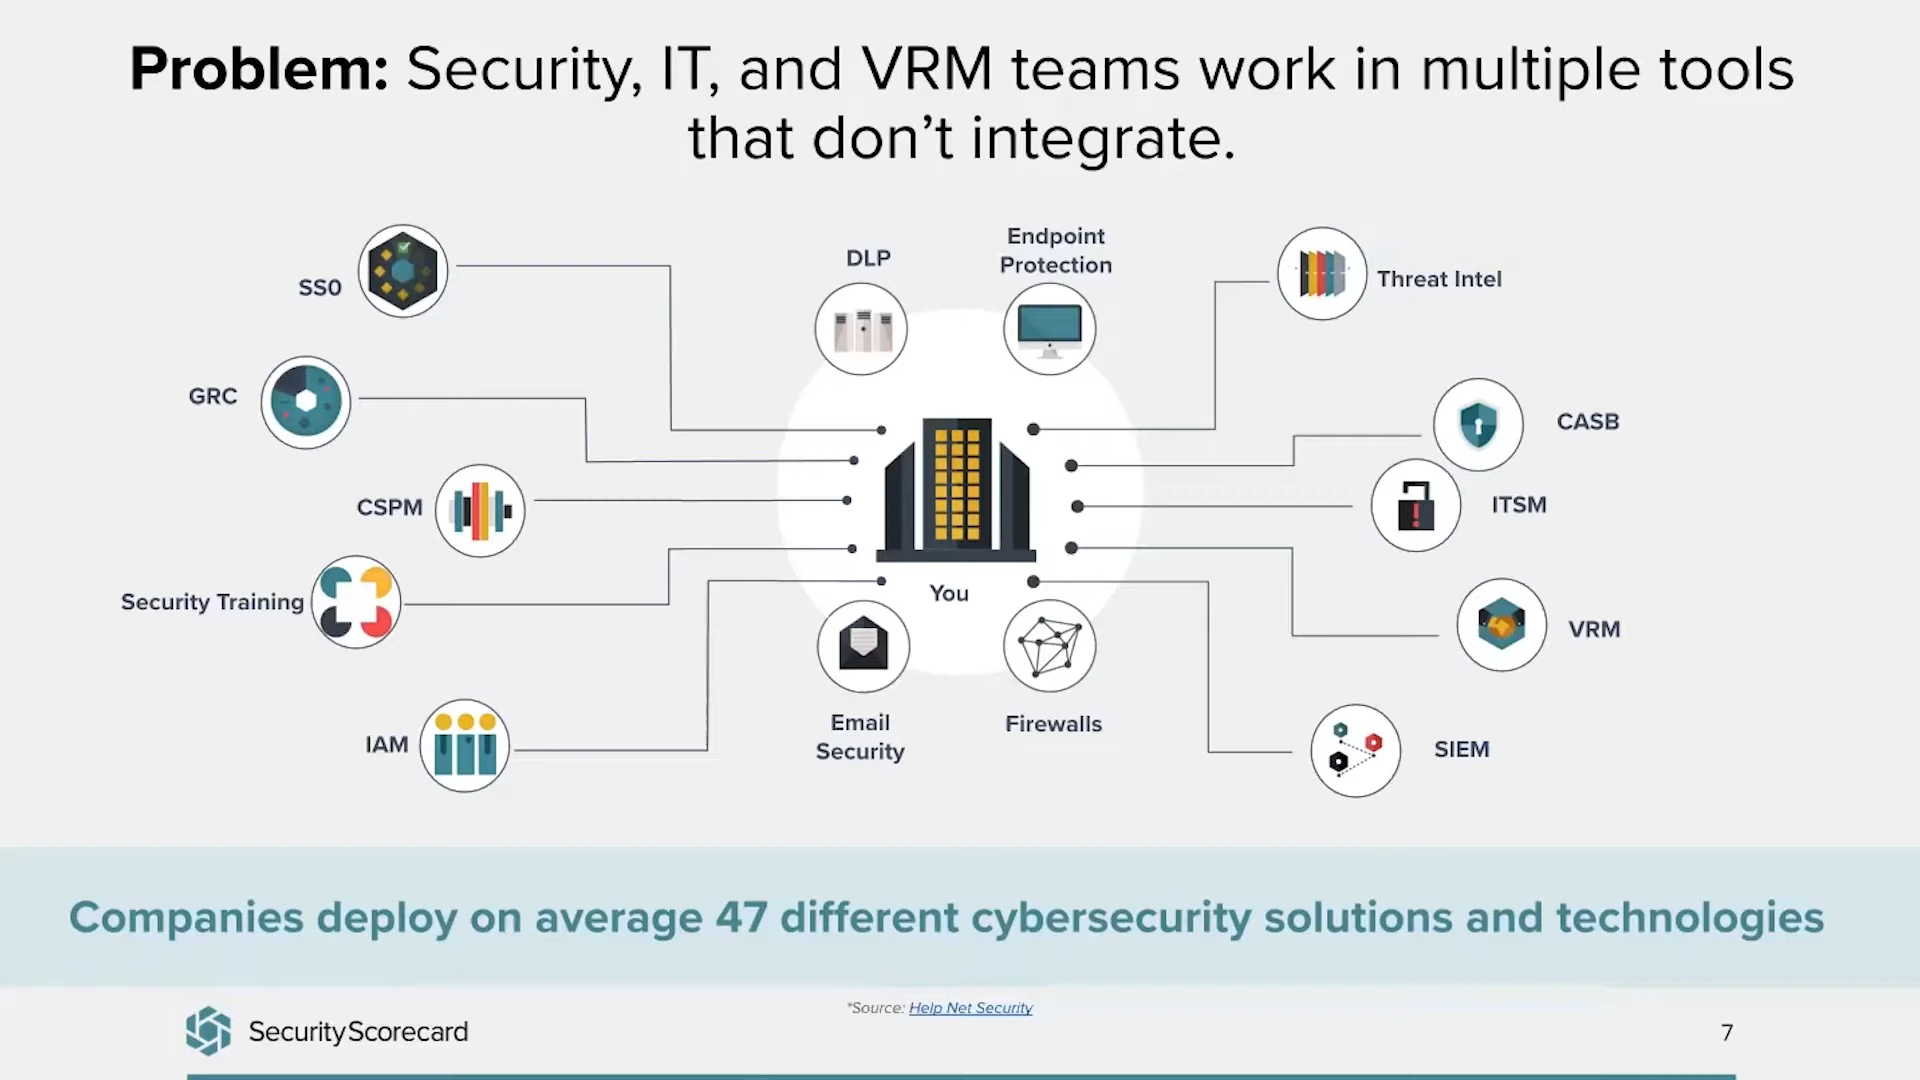 Problem: Security, IT, and VRM teams work in multiple tools
that don’t integrate.
SS0
DLP
Endpoint
Protection
Threat Intel
GRC
CASB
CSPM
ITSM
Security Training
You
VRM
IAM
Email
Security
Firewalls
SIEM
Companies deploy on average 47 different cybersecurity solutions and technologies
*Source: Help Net Security
SecurityScorecard
7